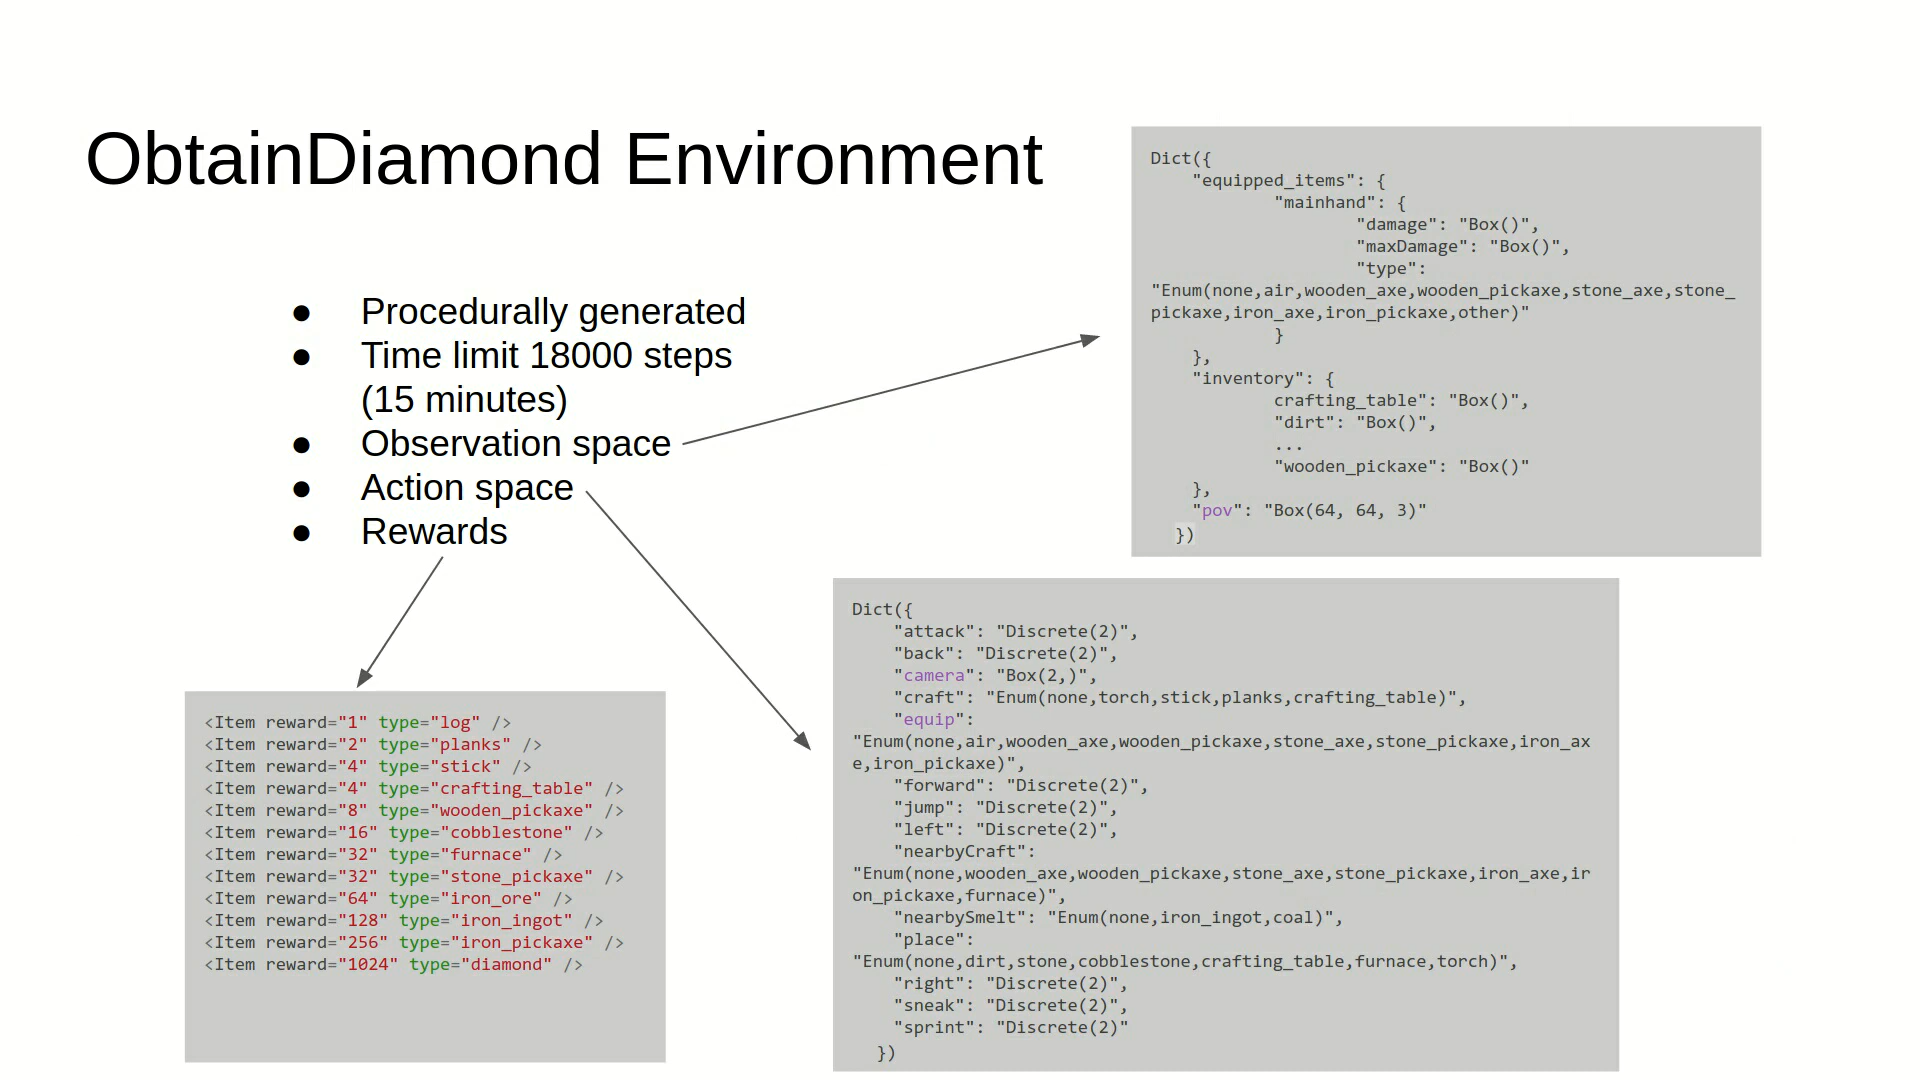 ObtainDiamond Environment
● Procedurally generated
● Time limit 18000 steps
(15 minutes)
● Observation space
● Action space
● Rewards
Dict({
"equipped_items": {
"mainhand": {
"damage": "Box()",
"maxDamage": "Box()",
"type":
"Enum(none,air,wooden_axe,wooden_pickaxe,stone_axe,stone_
pickaxe,iron_axe,iron_pickaxe,other)"
}
},
"inventory": {
crafting_table": "Box()",
"dirt": "Box()",
...
"wooden_pickaxe": "Box()"
},
"pov": "Box(64, 64, 3)"
})
<Item reward="1" type="log" />
<Item reward="2" type="planks" />
<Item reward="4" type="stick" />
<Item reward="4" type="crafting_table" />
<Item reward="8" type="wooden_pickaxe" />
<Item reward="16" type="cobblestone" />
<Item reward="32" type="furnace" />
<Item reward="32" type="stone_pickaxe" />
<Item reward="64" type="iron_ore" />
<Item reward="128" type="iron_ingot" />
<Item reward="256" type="iron_pickaxe" />
<Item reward="1024" type="diamond" />
Dict({
"attack": "Discrete(2)",
"back": "Discrete(2)",
"camera": "Box(2,)",
"craft": "Enum(none,torch,stick,planks,crafting_table)",
"equip":
"Enum(none,air,wooden_axe,wooden_pickaxe,stone_axe,stone_pickaxe,iron_ax
e,iron_pickaxe)",
"forward": "Discrete(2)",
"jump": "Discrete(2)",
"left": "Discrete(2)",
"nearbyCraft":
"Enum(none,wooden_axe,wooden_pickaxe,stone_axe,stone_pickaxe,iron_axe,ir
on_pickaxe,furnace)",
"nearbySmelt": "Enum(none,iron_ingot,coal)",
"place":
"Enum(none,dirt,stone,cobblestone,crafting_table,furnace,torch)",
"right": "Discrete(2)",
"sneak": "Discrete(2)",
"sprint": "Discrete(2)"
})